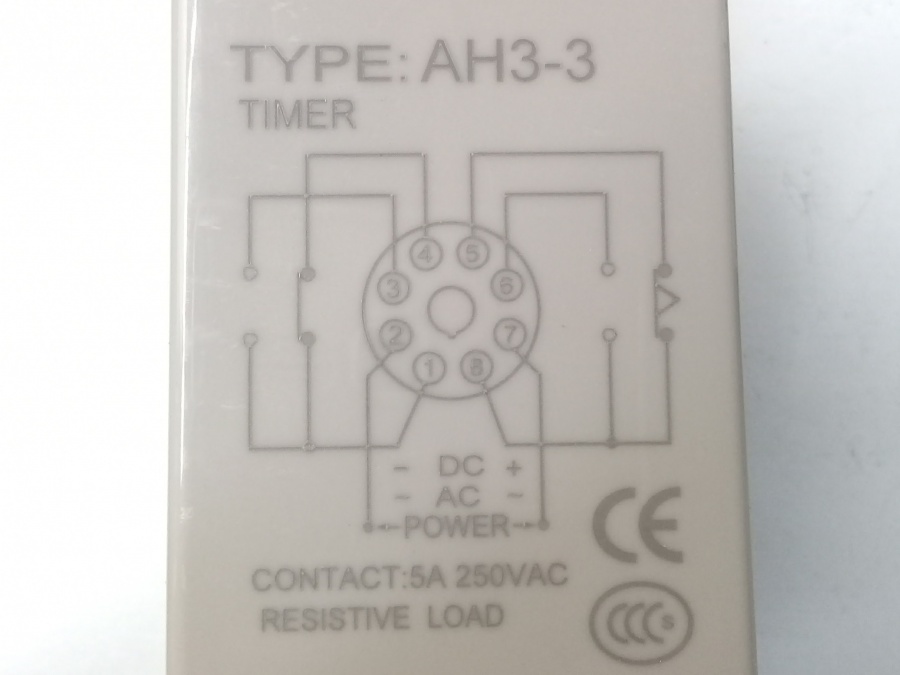 TYPE: AH3-3
TIMER
4 5
3 6
2 7
1 8
- DC +
~ AC ~
POWER
CONTACT:5A 250VAC
RESISTIVE LOAD
CE
CCC S